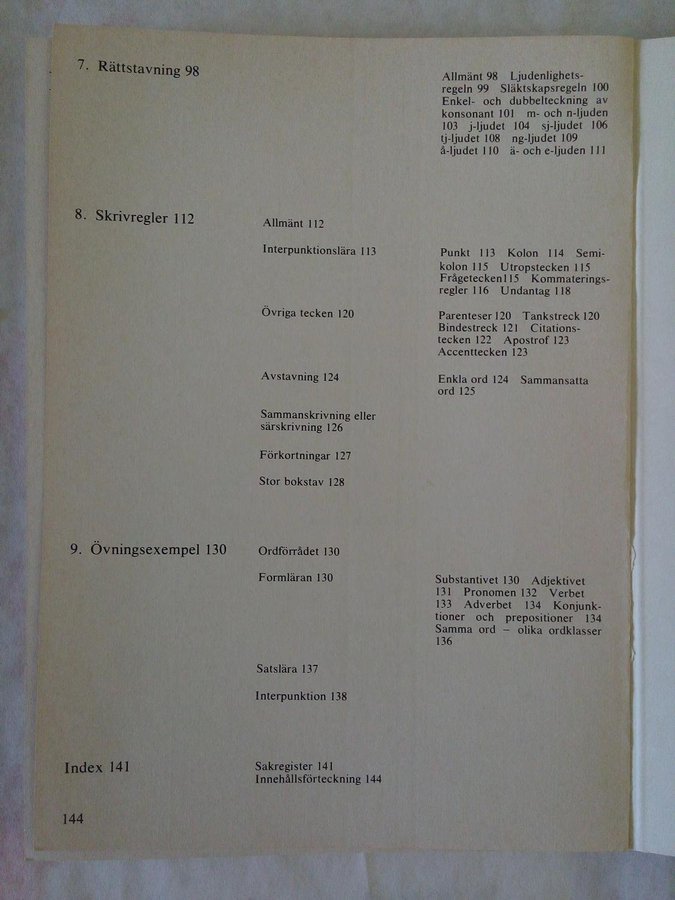 7. Rättstavning 98
Allmänt 98 Ljudenlighets-
regeln 99 Släktskapsregeln 100
Enkel- och dubbelteckning av
konsonant 101 m- och n-ljuden
103 j-ljudet 104 sj-ljudet 106
tj-ljudet 108 ng-ljudet 109
å-ljudet 110 ä- och e-ljuden 111
8. Skrivregler 112
Allmänt 112
Interpunktionslära 113
Punkt 113 Kolon 114 Semi-
kolon 115 Utropstecken 115
Frågetecken115 Kommaterings-
regler 116 Undantag 118
Övriga tecken 120
Parenteser 120 Tankstreck 120
Bindestreck 121 Citations-
tecken 122 Apostrof 123
Accenttecken 123
Avstavning 124
Enkla ord 124 Sammansatta
ord 125
Sammanskrivning eller
särskrivning 126
Förkortningar 127
Stor bokstav 128
9. Övningsexempel 130
Ordförrådet 130
Formläran 130
Substantivet 130 Adjektivet
131 Pronomen 132 Verbet
133 Adverbet 134 Konjunk-
tioner och prepositioner 134
Samma ord – olika ordklasser
136
Satslära 137
Interpunktion 138
Index 141
Sakregister 141
Innehållsförteckning 144
144